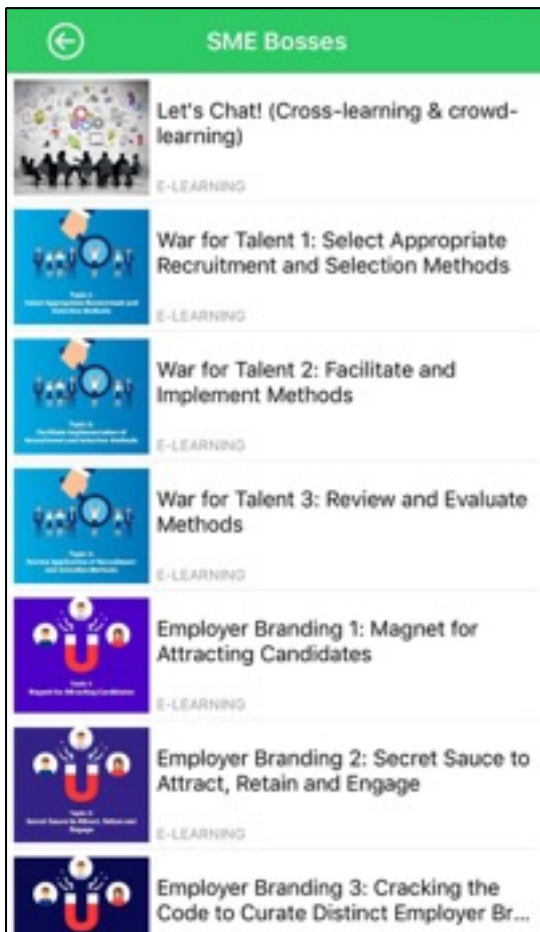 SME Bosses
Let's Chat! (Cross-learning & crowd-
learning)
E-LEARNING
War for Talent 1: Select Appropriate
Recruitment and Selection Methods
E-LEARNING
War for Talent 2: Facilitate and
Implement Methods
E-LEARNING
War for Talent 3: Review and Evaluate
Methods
E-LEARNING
Employer Branding 1: Magnet for
Attracting Candidates
E-LEARNING
Employer Branding 2: Secret Sauce to
Attract, Retain and Engage
E-LEARNING
Employer Branding 3: Cracking the
Code to Curate Distinct Employer Br...